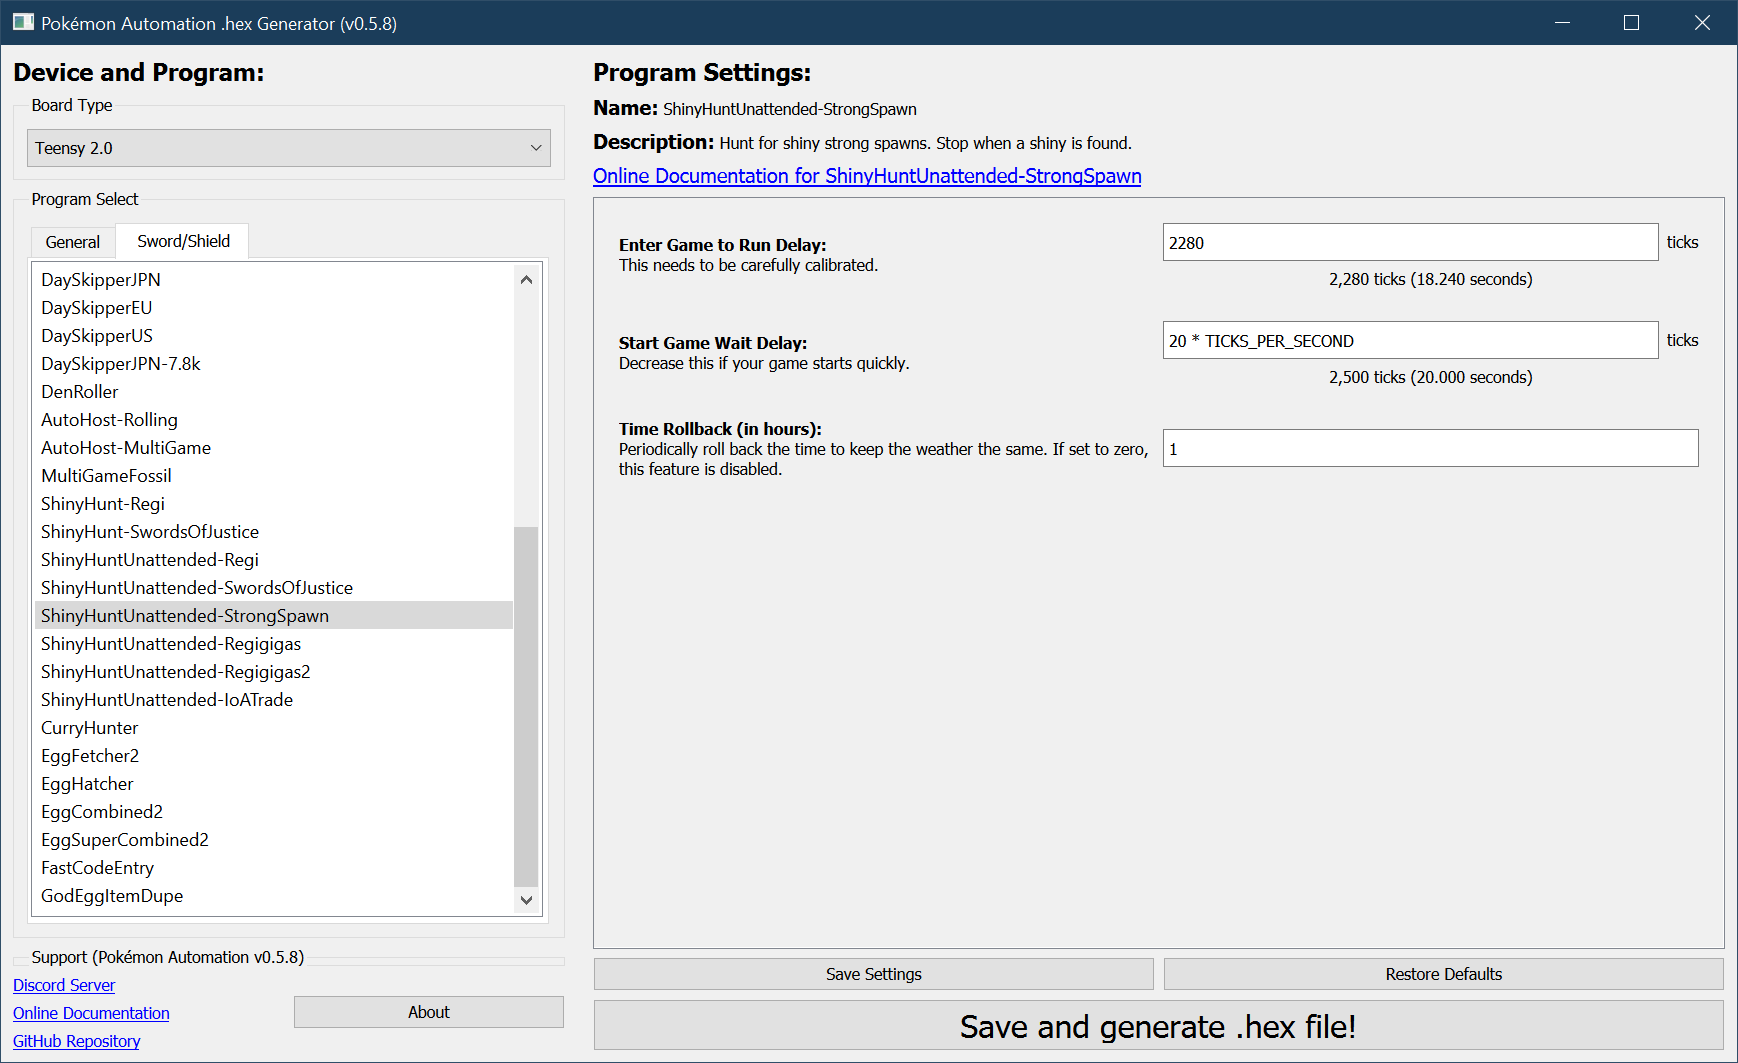 Pokémon Automation .hex Generator (v0.5.8)
Device and Program:
Board Type
Teensy 2.0
Program Select
General
Sword/Shield
DaySkipperJPN
DaySkipperEU
DaySkipperUS
DaySkipperJPN-7.8k
DenRoller
AutoHost-Rolling
AutoHost-MultiGame
MultiGameFossil
ShinyHunt-Regi
ShinyHunt-SwordsOfJustice
ShinyHuntUnattended-Regi
ShinyHuntUnattended-SwordsOfJustice
ShinyHuntUnattended-StrongSpawn
ShinyHuntUnattended-Regigigas
ShinyHuntUnattended-Regigigas2
ShinyHuntUnattended-IoATrade
CurryHunter
EggFetcher2
EggHatcher
EggCombined2
EggSuperCombined2
FastCodeEntry
GodEggItemDupe
Support (Pokémon Automation v0.5.8)
Discord Server
Online Documentation
GitHub Repository
About
Program Settings:
Name: ShinyHuntUnattended-StrongSpawn
Description: Hunt for shiny strong spawns. Stop when a shiny is found.
Online Documentation for ShinyHuntUnattended-StrongSpawn
Enter Game to Run Delay:
This needs to be carefully calibrated.
2280 ticks
2,280 ticks (18.240 seconds)
Start Game Wait Delay:
Decrease this if your game starts quickly.
20 * TICKS_PER_SECOND ticks
2,500 ticks (20.000 seconds)
Time Rollback (in hours):
Periodically roll back the time to keep the weather the same. If set to zero,
this feature is disabled.
1
Save Settings
Restore Defaults
Save and generate .hex file!